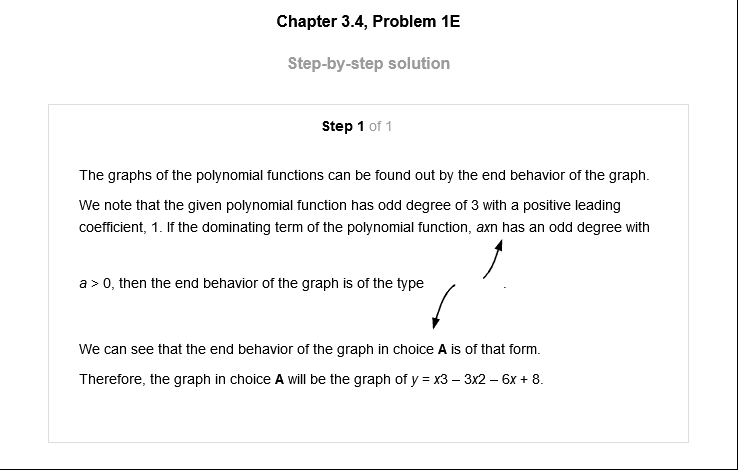 Chapter 3.4, Problem 1E
Step-by-step solution
Step 1 of 1
The graphs of the polynomial functions can be found out by the end behavior of the graph.
We note that the given polynomial function has odd degree of 3 with a positive leading
coefficient, 1. If the dominating term of the polynomial function, axn has an odd degree with
a > 0, then the end behavior of the graph is of the type .
We can see that the end behavior of the graph in choice A is of that form.
Therefore, the graph in choice A will be the graph of y = x3 – 3x2 – 6x + 8.